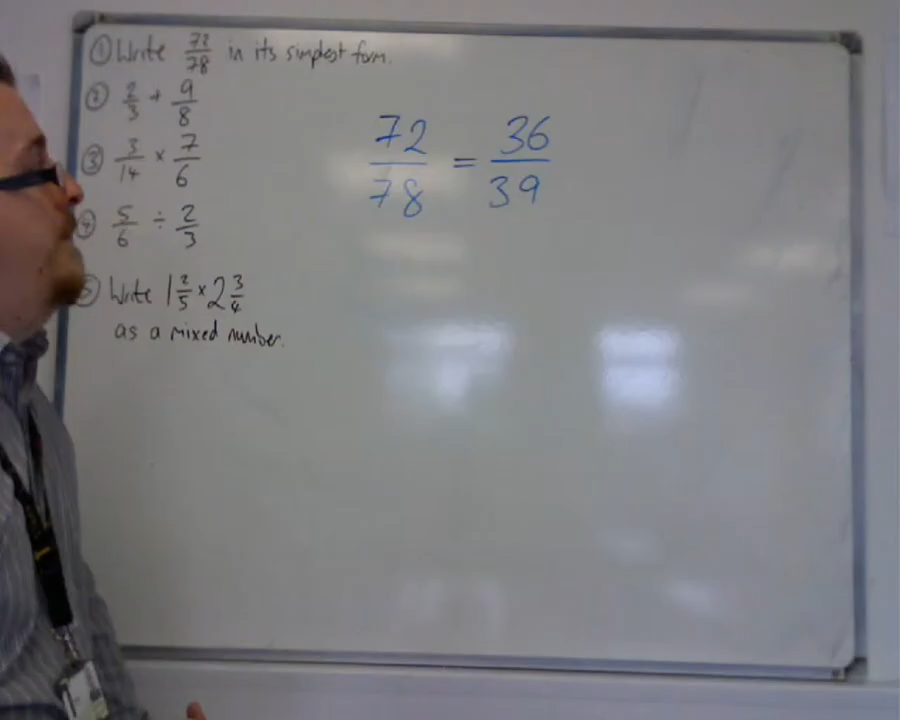 ① Write 72/78 in its simplest form.
② 2/3 + 9/8
③ 3/14 × 7/6
④ 5/6 ÷ 2/3
⑤ Write 1 2/5 × 2 3/4
as a mixed number.
72/78 = 36/39